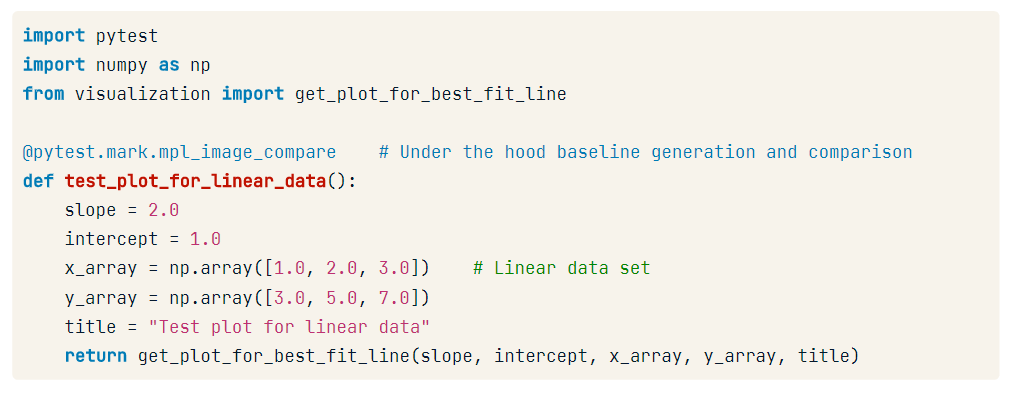 import pytest
import numpy as np
from visualization import get_plot_for_best_fit_line

@pytest.mark.mpl_image_compare    # Under the hood baseline generation and comparison
def test_plot_for_linear_data():
    slope = 2.0
    intercept = 1.0
    x_array = np.array([1.0, 2.0, 3.0])    # Linear data set
    y_array = np.array([3.0, 5.0, 7.0])
    title = "Test plot for linear data"
    return get_plot_for_best_fit_line(slope, intercept, x_array, y_array, title)